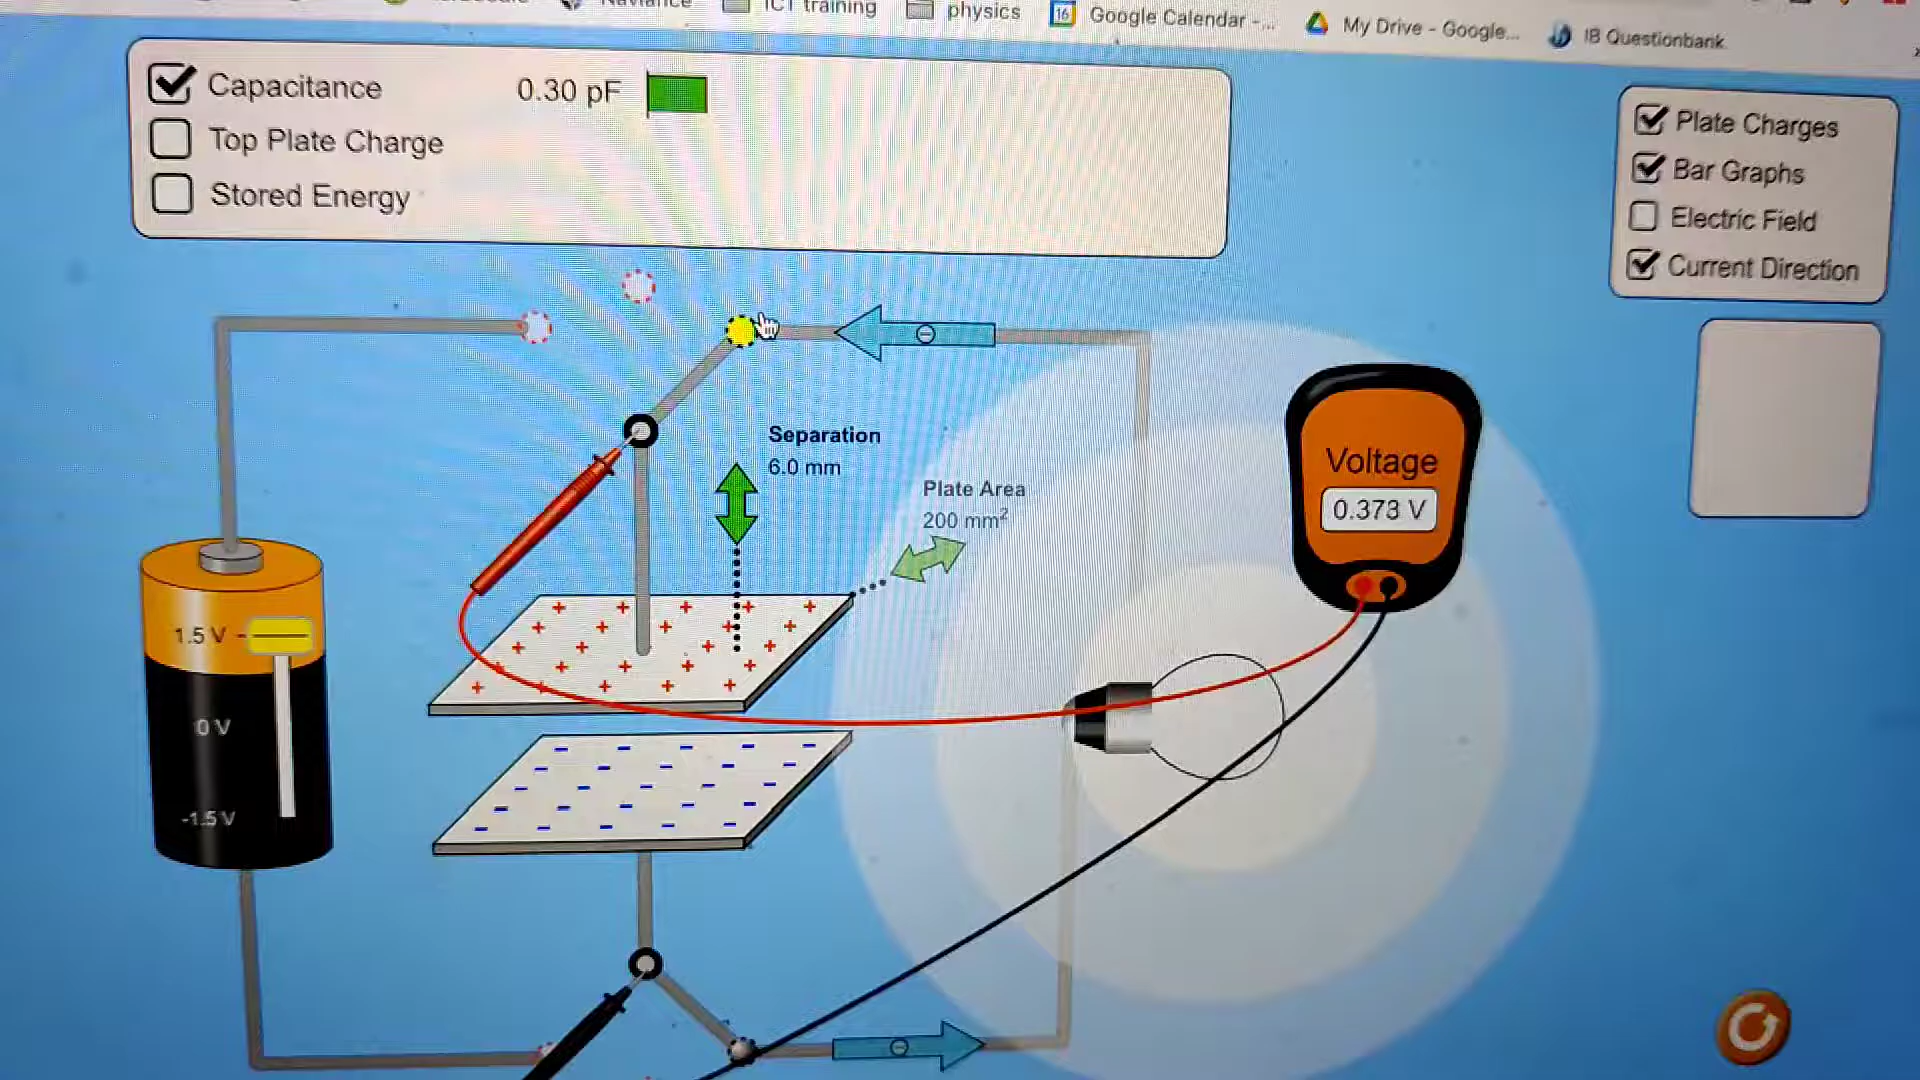 ICT training
physics
16
Google Calendar -...
My Drive - Google...
IB Questionbank
Capacitance
0.30 pF
Top Plate Charge
Stored Energy
Plate Charges
Bar Graphs
Electric Field
Current Direction
Separation
6.0 mm
Plate Area
200 mm²
Voltage
0.373 V
1.5 V
0 V
-1.5 V